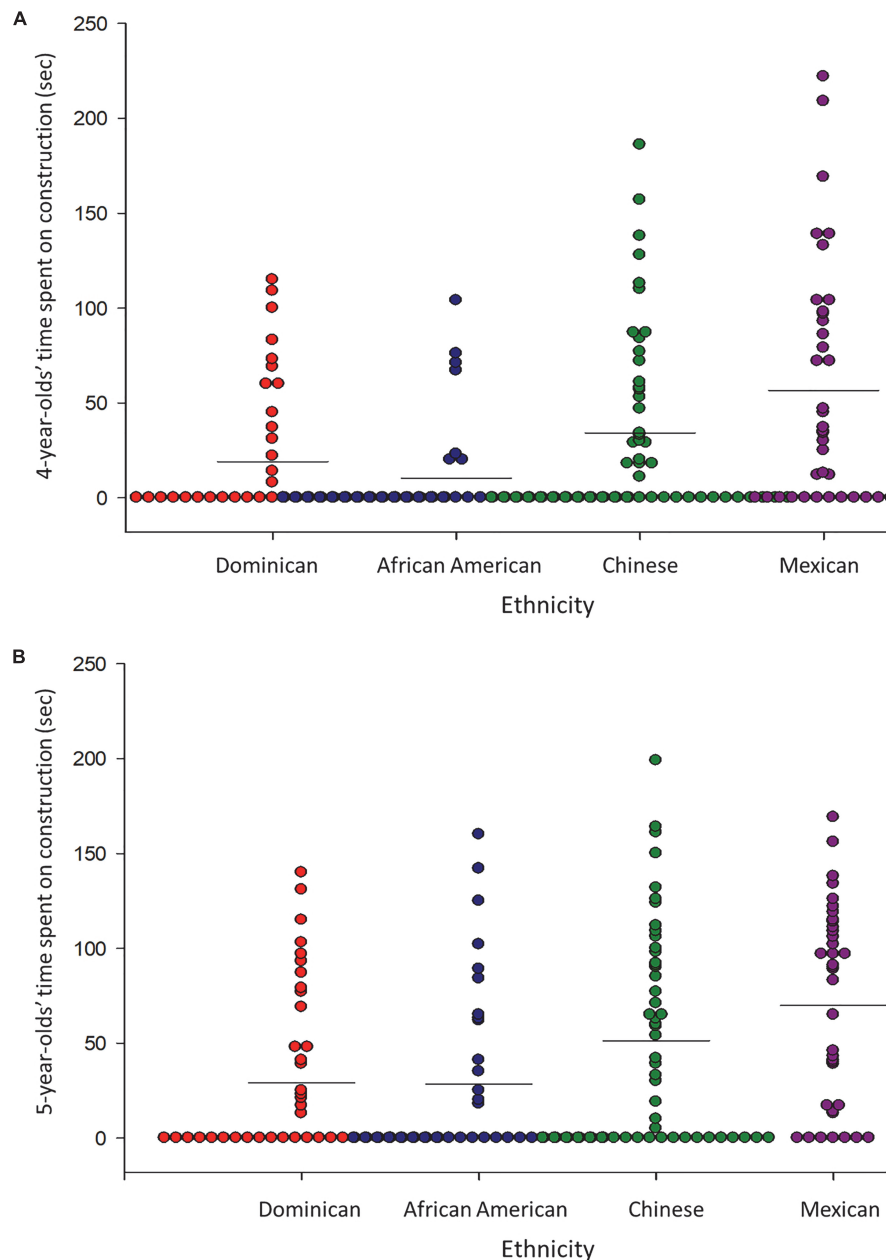 A
250
200
150
100
50
0
4-year-olds' time spent on construction (sec)
Dominican African American Chinese Mexican
Ethnicity
B
250
200
150
100
50
0
5-year-olds' time spent on construction (sec)
Dominican African American Chinese Mexican
Ethnicity